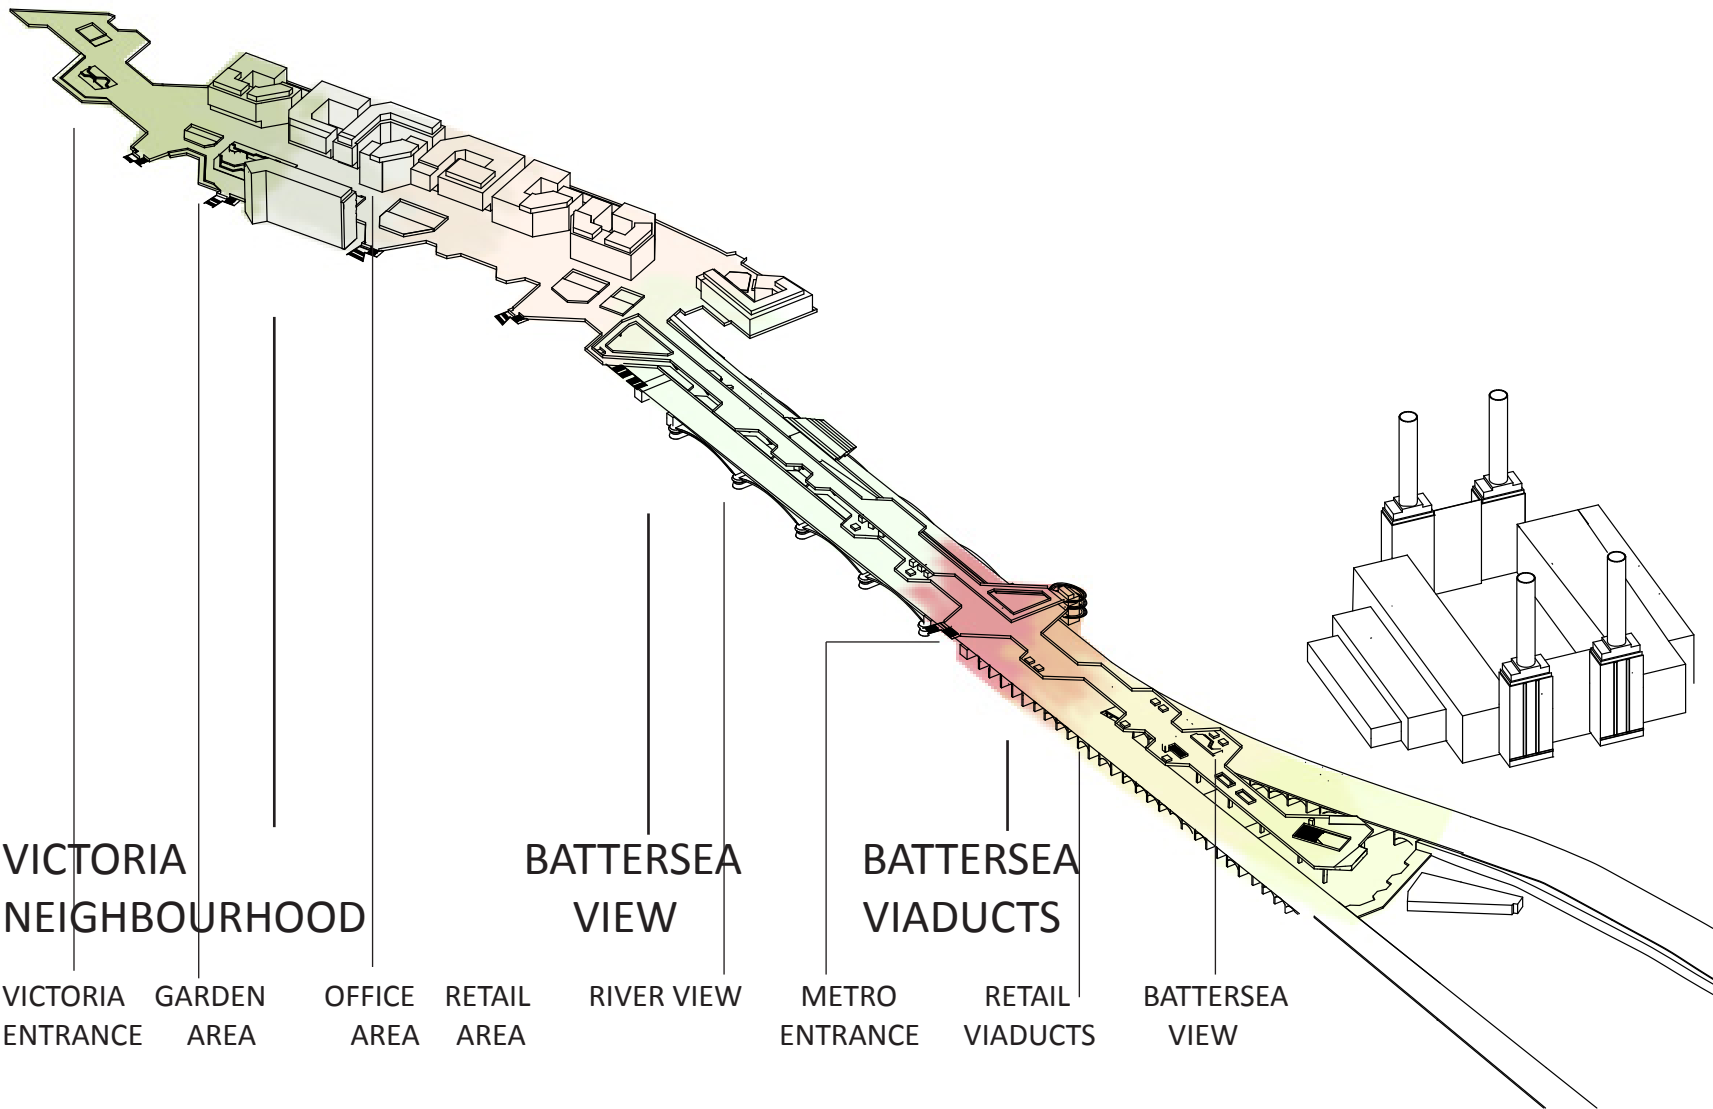 VICTORIA
NEIGHBOURHOOD
BATTERSEA
VIEW
BATTERSEA
VIADUCTS
VICTORIA
ENTRANCE
GARDEN
AREA
OFFICE
AREA
RETAIL
AREA
RIVER VIEW
METRO
ENTRANCE
RETAIL
VIADUCTS
BATTERSEA
VIEW